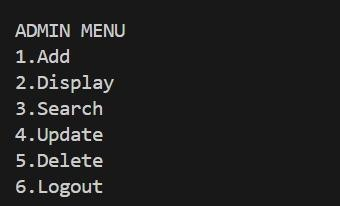 ADMIN MENU
1.Add
2.Display
3.Search
4.Update
5.Delete
6.Logout